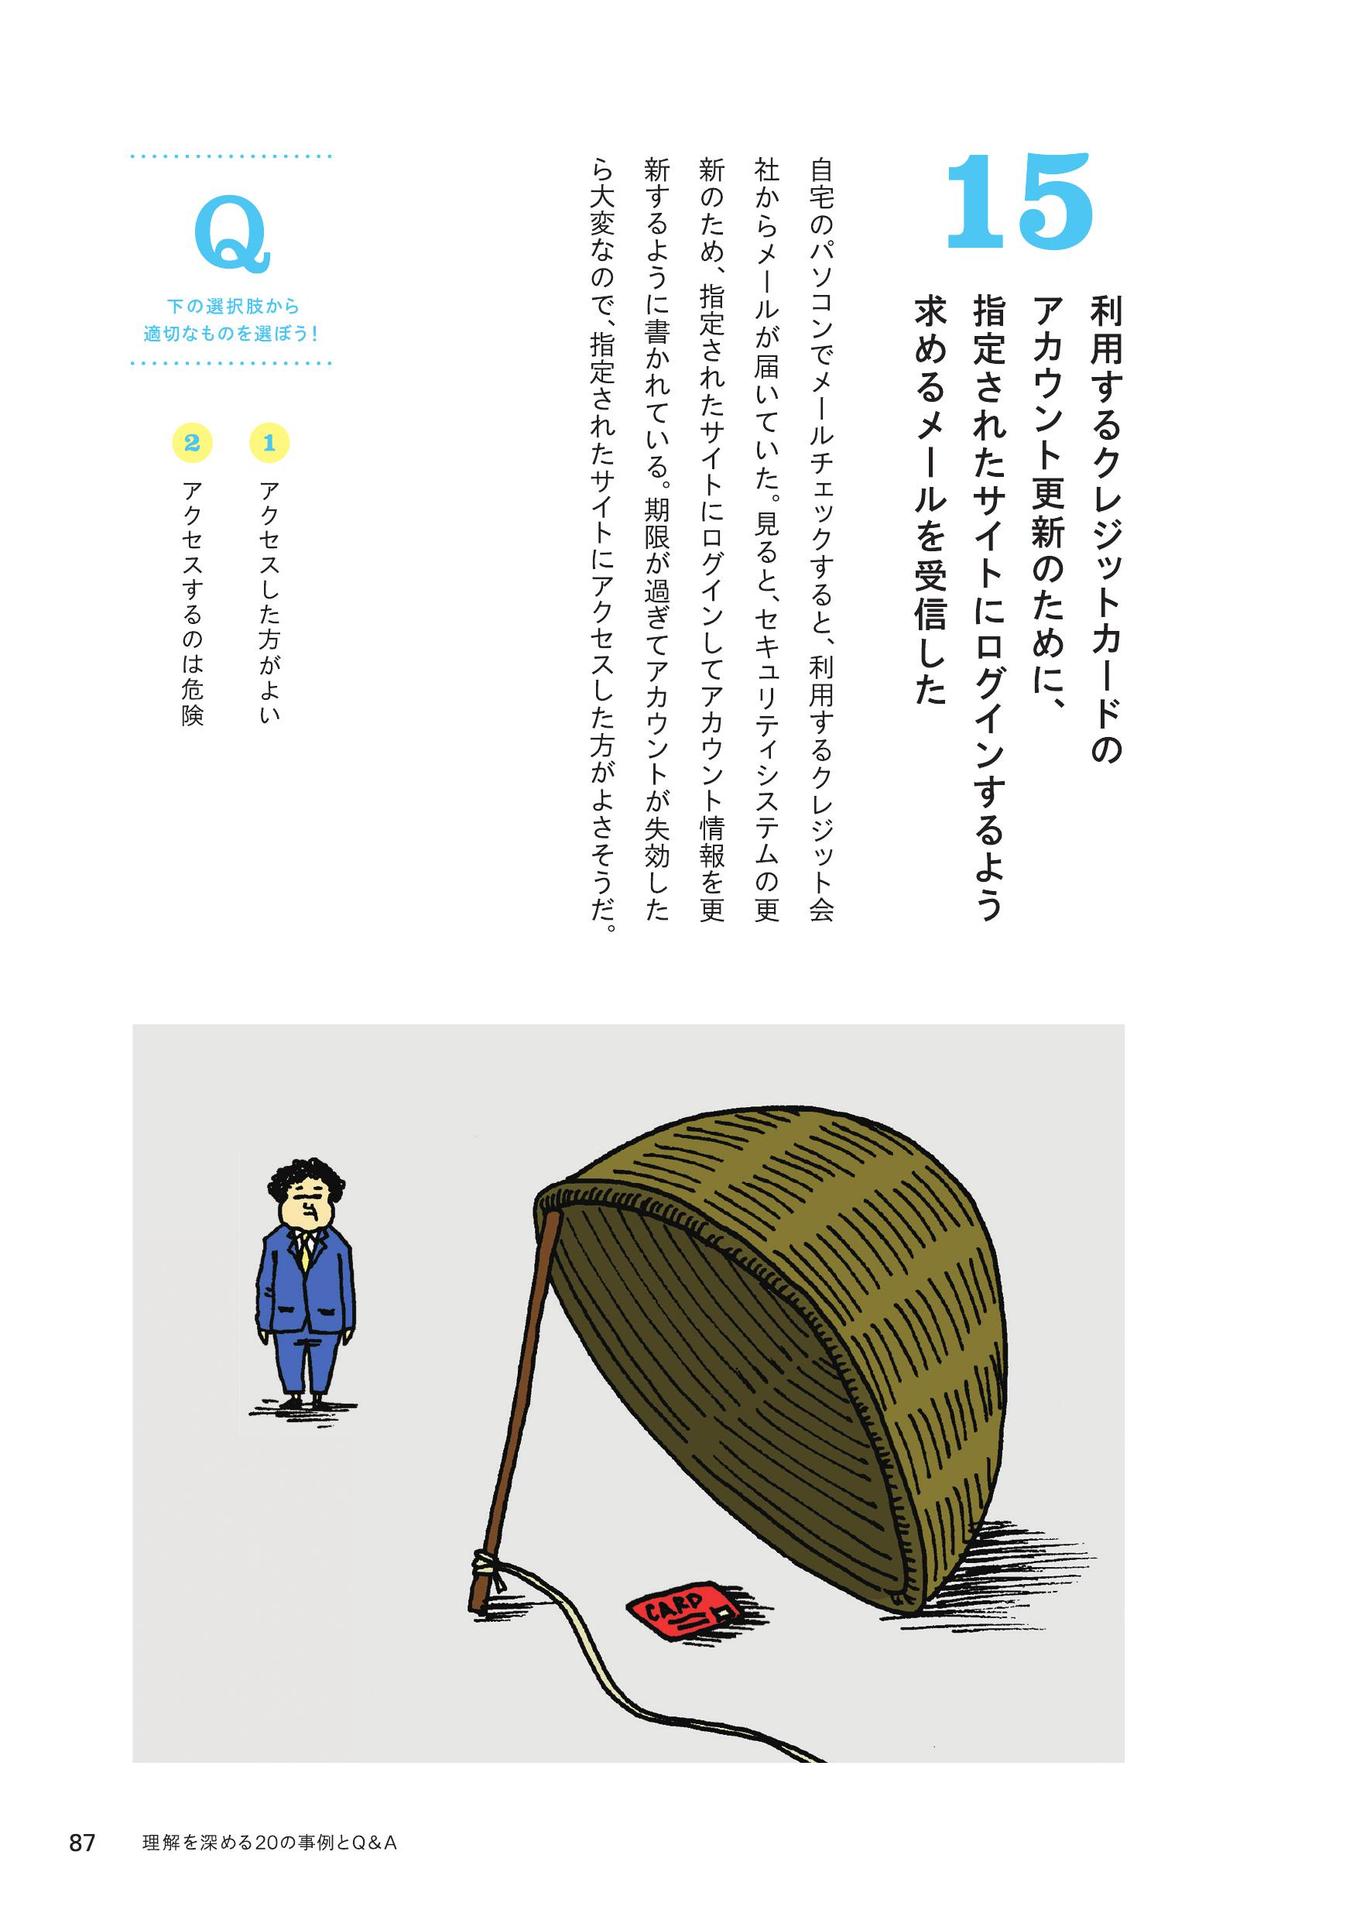 15
利用するクレジットカードの
アカウント更新のために、
指定されたサイトにログインするよう
求めるメールを受信した
自宅のパソコンでメールチェックすると、利用するクレジット会
社からメールが届いていた。見ると、セキュリティシステムの更
新のため、指定されたサイトにログインしてアカウント情報を更
新するように書かれている。期限が過ぎてアカウントが失効した
ら大変なので、指定されたサイトにアクセスした方がよさそうだ。
Q
下の選択肢から
適切なものを選ぼう!
1 アクセスした方がよい
2 アクセスするのは危険
CARD
87 理解を深める20の事例とQ&A